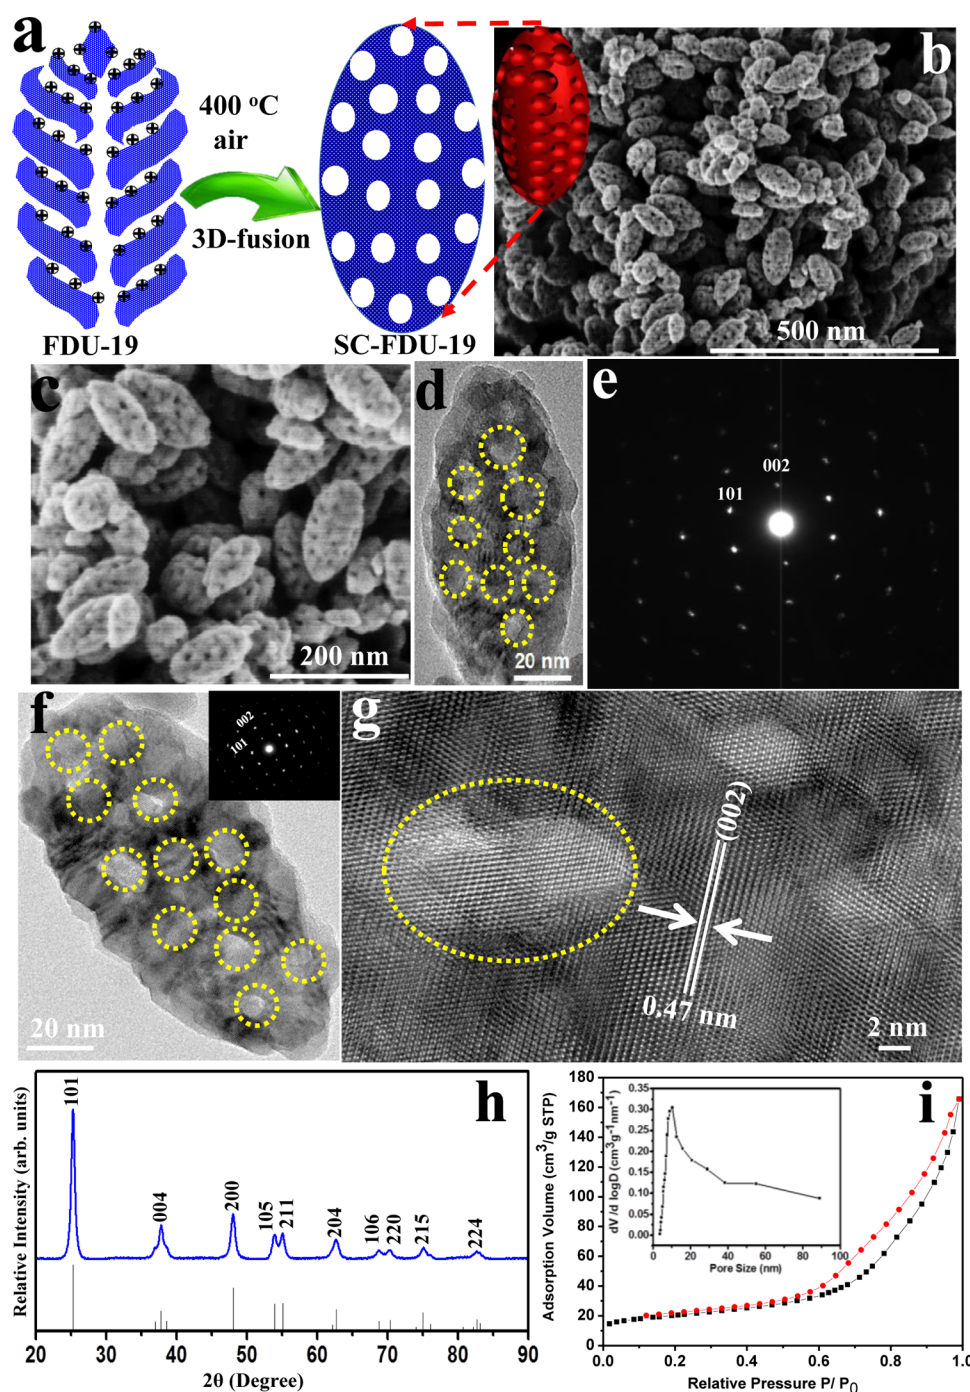 a
400 °C
air
3D-fusion
FDU-19
SC-FDU-19
b
500 nm
c
200 nm
d
20 nm
e
002
101
f
002
101
20 nm
g
(002)
0.47 nm
2 nm
h
Relative Intensity (arb. units)
101
004
200
105
211
204
106
220
215
224
20 30 40 50 60 70 80 90
2θ (Degree)
i
Adsorption Volume (cm³/g STP)
180
160
140
120
100
80
60
40
20
0
0.0 0.2 0.4 0.6 0.8 1.0
Relative Pressure P/ P₀
dV /d logD (cm³g⁻¹nm⁻¹)
0.35
0.30
0.25
0.20
0.15
0.10
0.05
0.00
0 20 40 60 80 100
Pore Size (nm)